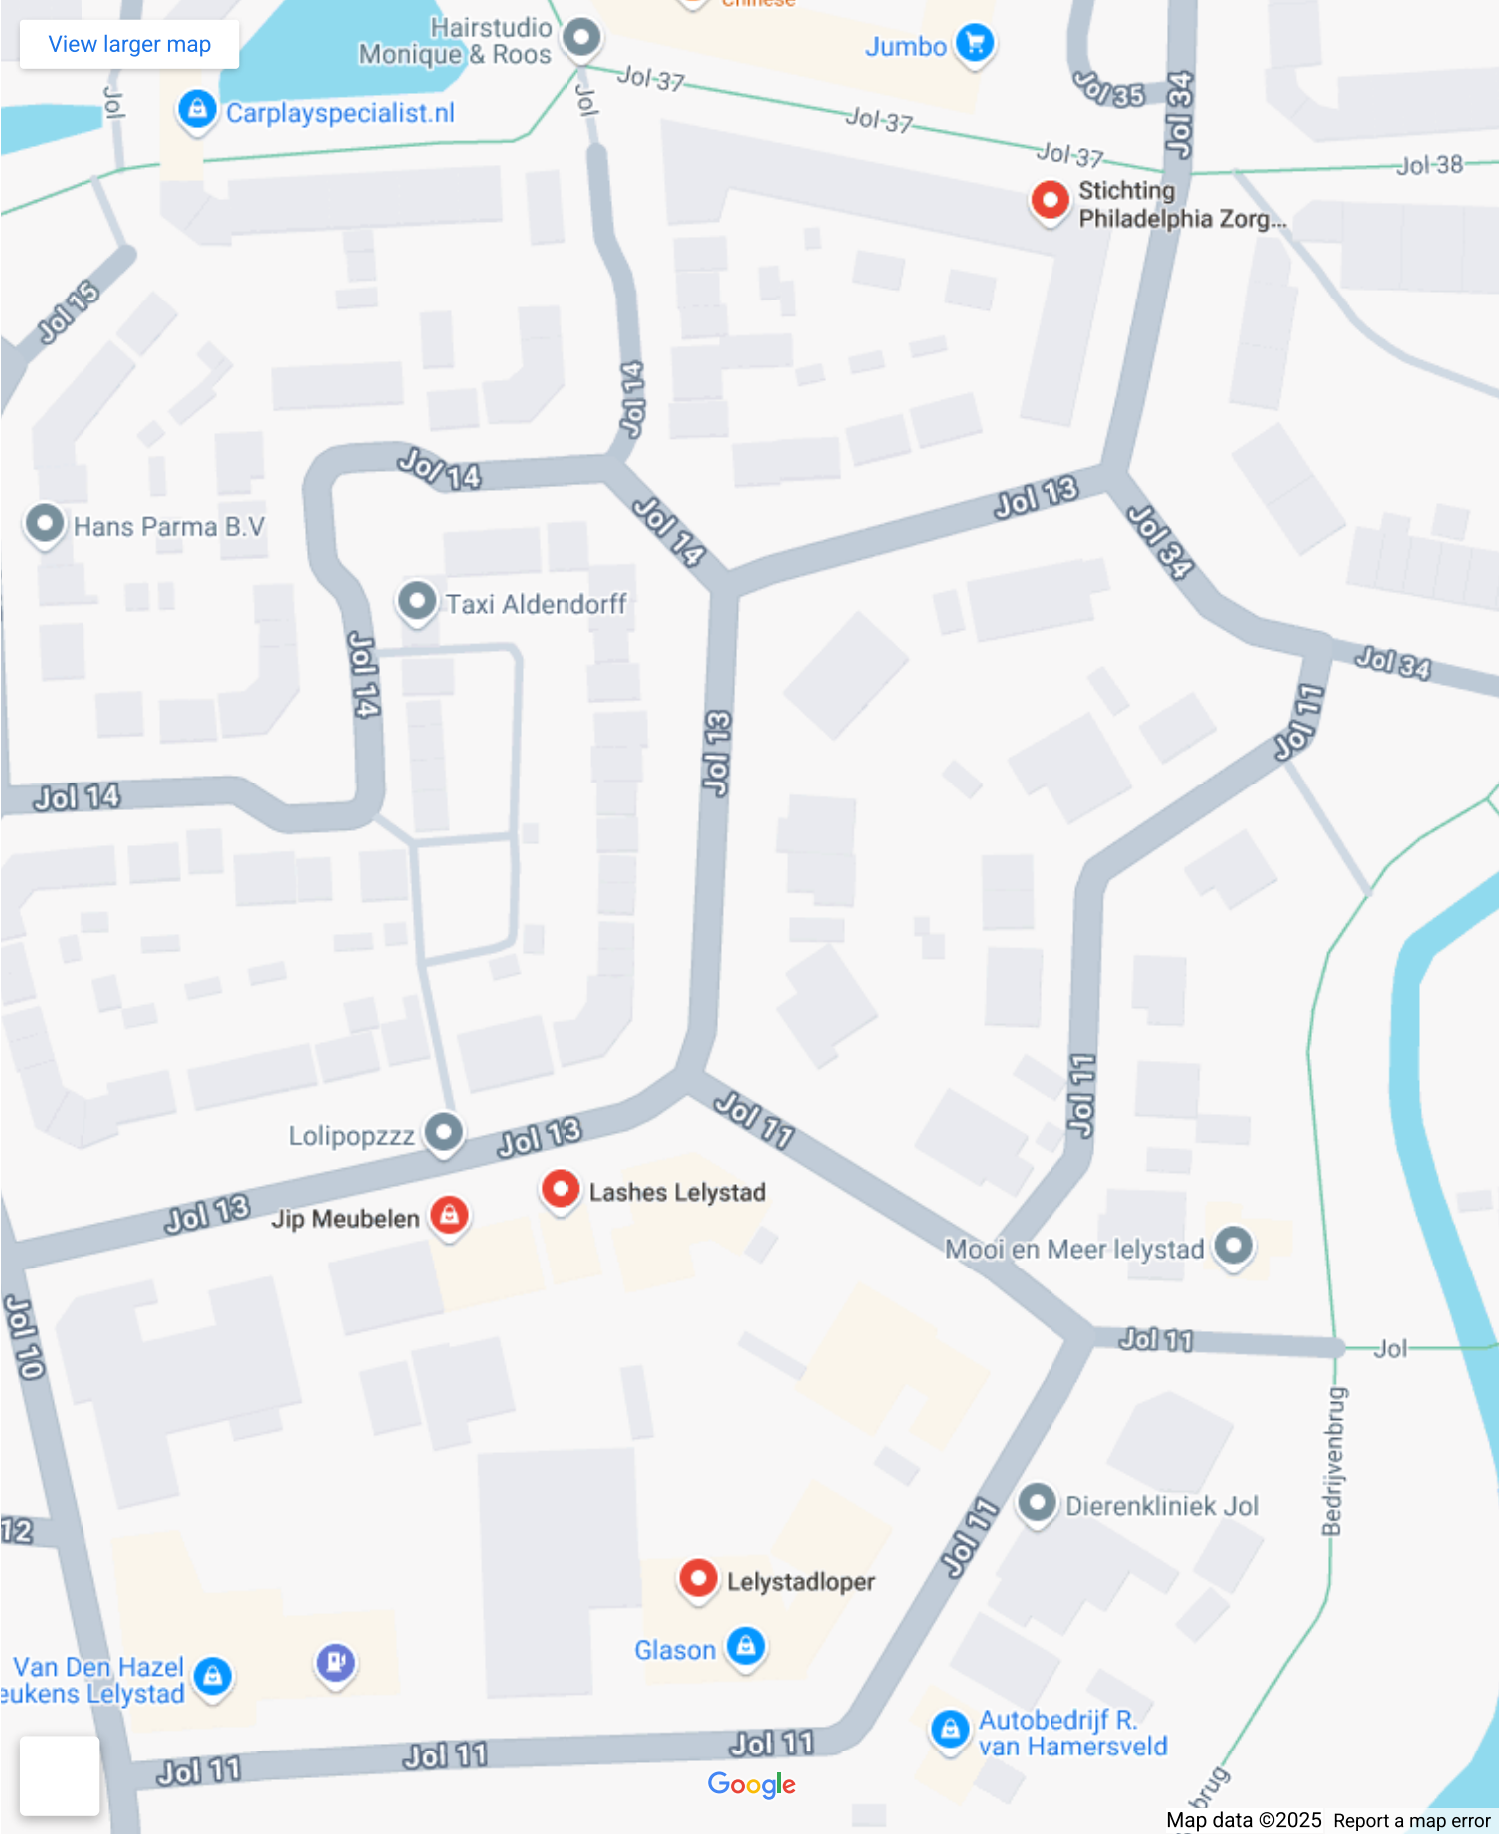 Chinese
Hairstudio
Monique & Roos
View larger map
Jumbo
Jol 37
Jol 35
Jol 34
Jol
Jol
Carplayspecialist.nl
Jol 37
Jol 37
Jol 38
Stichting
Philadelphia Zorg...
Jol 15
Jol 14
Jol 14
Jol 13
Jol 14
Jol 34
Hans Parma B.V
Taxi Aldendorff
Jol 14
Jol 34
Jol 11
Jol 13
Jol 14
Jol 11
Jol 11
Lolipopzzz
Jol 13
Lashes Lelystad
Jol 13
Jip Meubelen
Mooi en Meer lelystad
Jol 10
Jol 11
Jol
Bedrijvenbrug
Dierenkliniek Jol
12
Jol 11
Lelystadloper
Glason
Van Den Hazel
eukens Lelystad
Autobedrijf R.
van Hamersveld
Jol 11
Jol 11
Jol 11
Google
brug
Map data ©2025
Report a map error